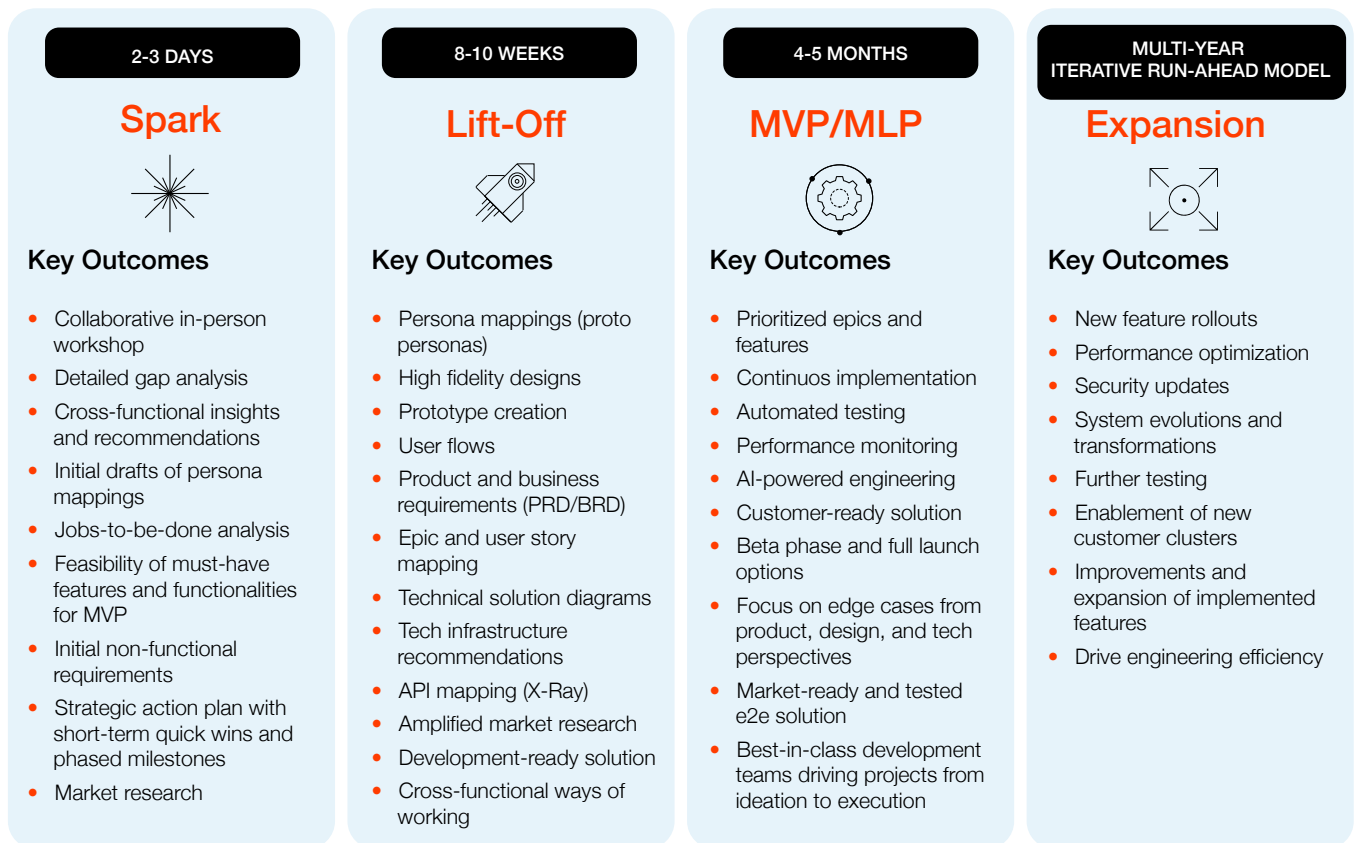 2-3 DAYS
Spark
Key Outcomes
• Collaborative in-person
workshop
• Detailed gap analysis
• Cross-functional insights
and recommendations
• Initial drafts of persona
mappings
• Jobs-to-be-done analysis
• Feasibility of must-have
features and functionalities
for MVP
• Initial non-functional
requirements
• Strategic action plan with
short-term quick wins and
phased milestones
• Market research
8-10 WEEKS
Lift-Off
Key Outcomes
• Persona mappings (proto
personas)
• High fidelity designs
• Prototype creation
• User flows
• Product and business
requirements (PRD/BRD)
• Epic and user story
mapping
• Technical solution diagrams
• Tech infrastructure
recommendations
• API mapping (X-Ray)
• Amplified market research
• Development-ready solution
• Cross-functional ways of
working
4-5 MONTHS
MVP/MLP
Key Outcomes
• Prioritized epics and
features
• Continuos implementation
• Automated testing
• Performance monitoring
• AI-powered engineering
• Customer-ready solution
• Beta phase and full launch
options
• Focus on edge cases from
product, design, and tech
perspectives
• Market-ready and tested
e2e solution
• Best-in-class development
teams driving projects from
ideation to execution
MULTI-YEAR
ITERATIVE RUN-AHEAD MODEL
Expansion
Key Outcomes
• New feature rollouts
• Performance optimization
• Security updates
• System evolutions and
transformations
• Further testing
• Enablement of new
customer clusters
• Improvements and
expansion of implemented
features
• Drive engineering efficiency